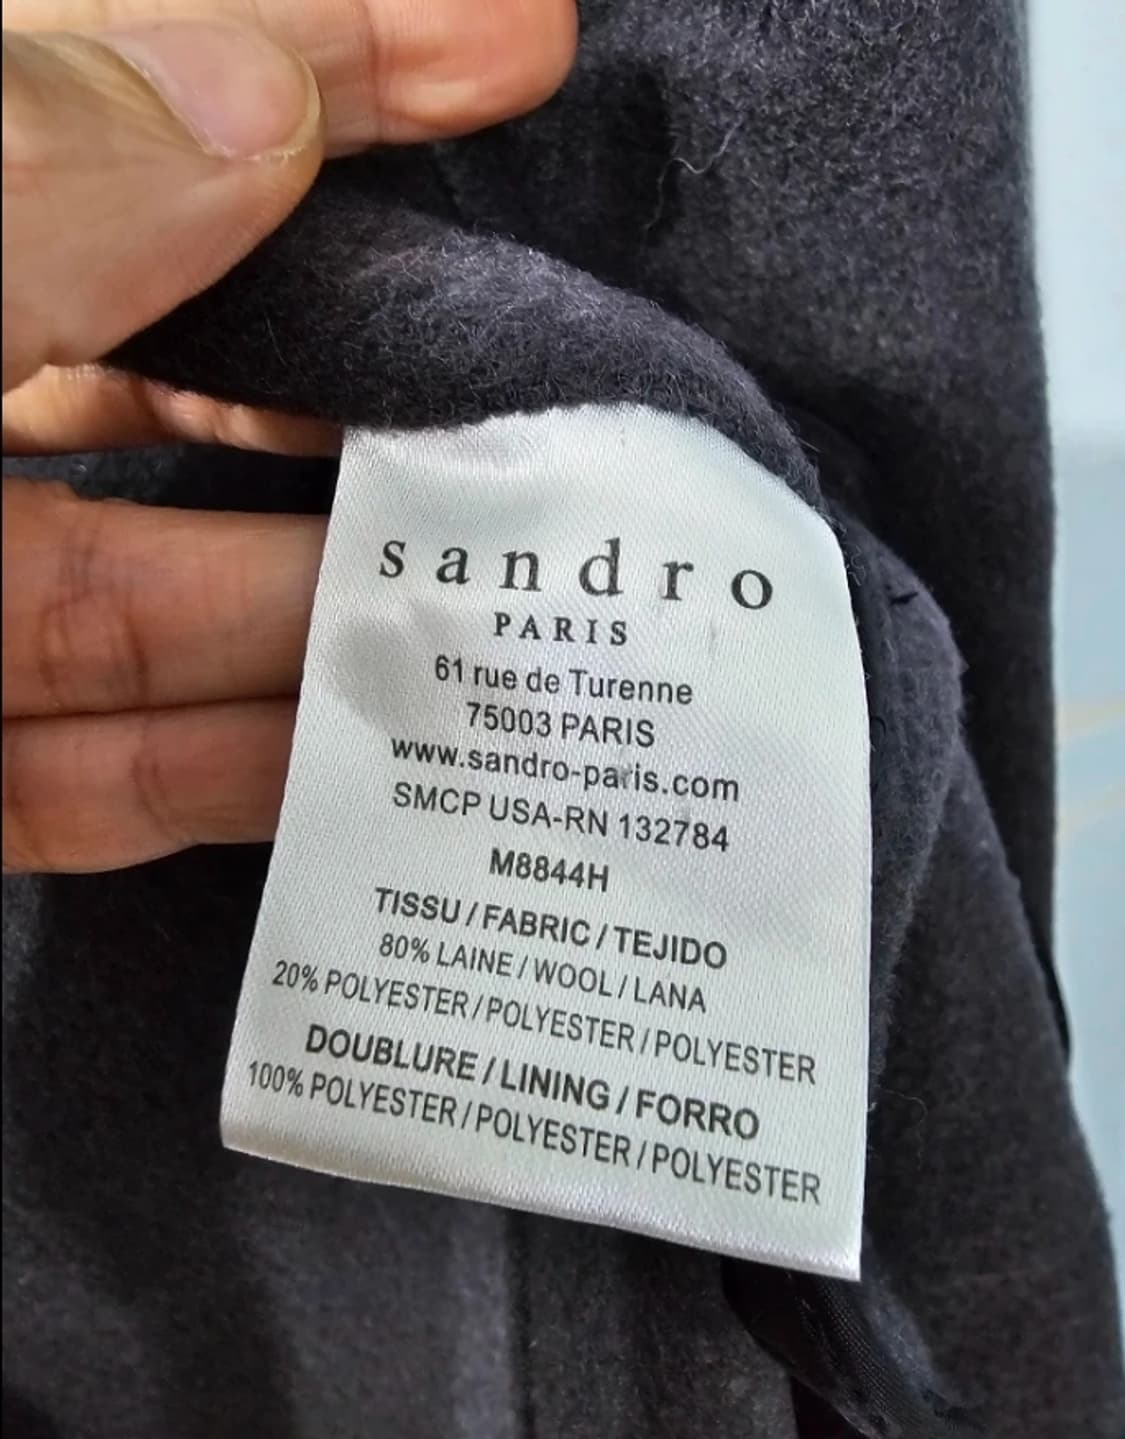 sandro
PARIS
61 rue de Turenne
75003 PARIS
www.sandro-paris.com
SMCP USA-RN 132784
M8844H
TISSU / FABRIC / TEJIDO
80% LAINE / WOOL / LANA
20% POLYESTER / POLYESTER / POLYESTER
DOUBLURE / LINING / FORRO
100% POLYESTER / POLYESTER / POLYESTER